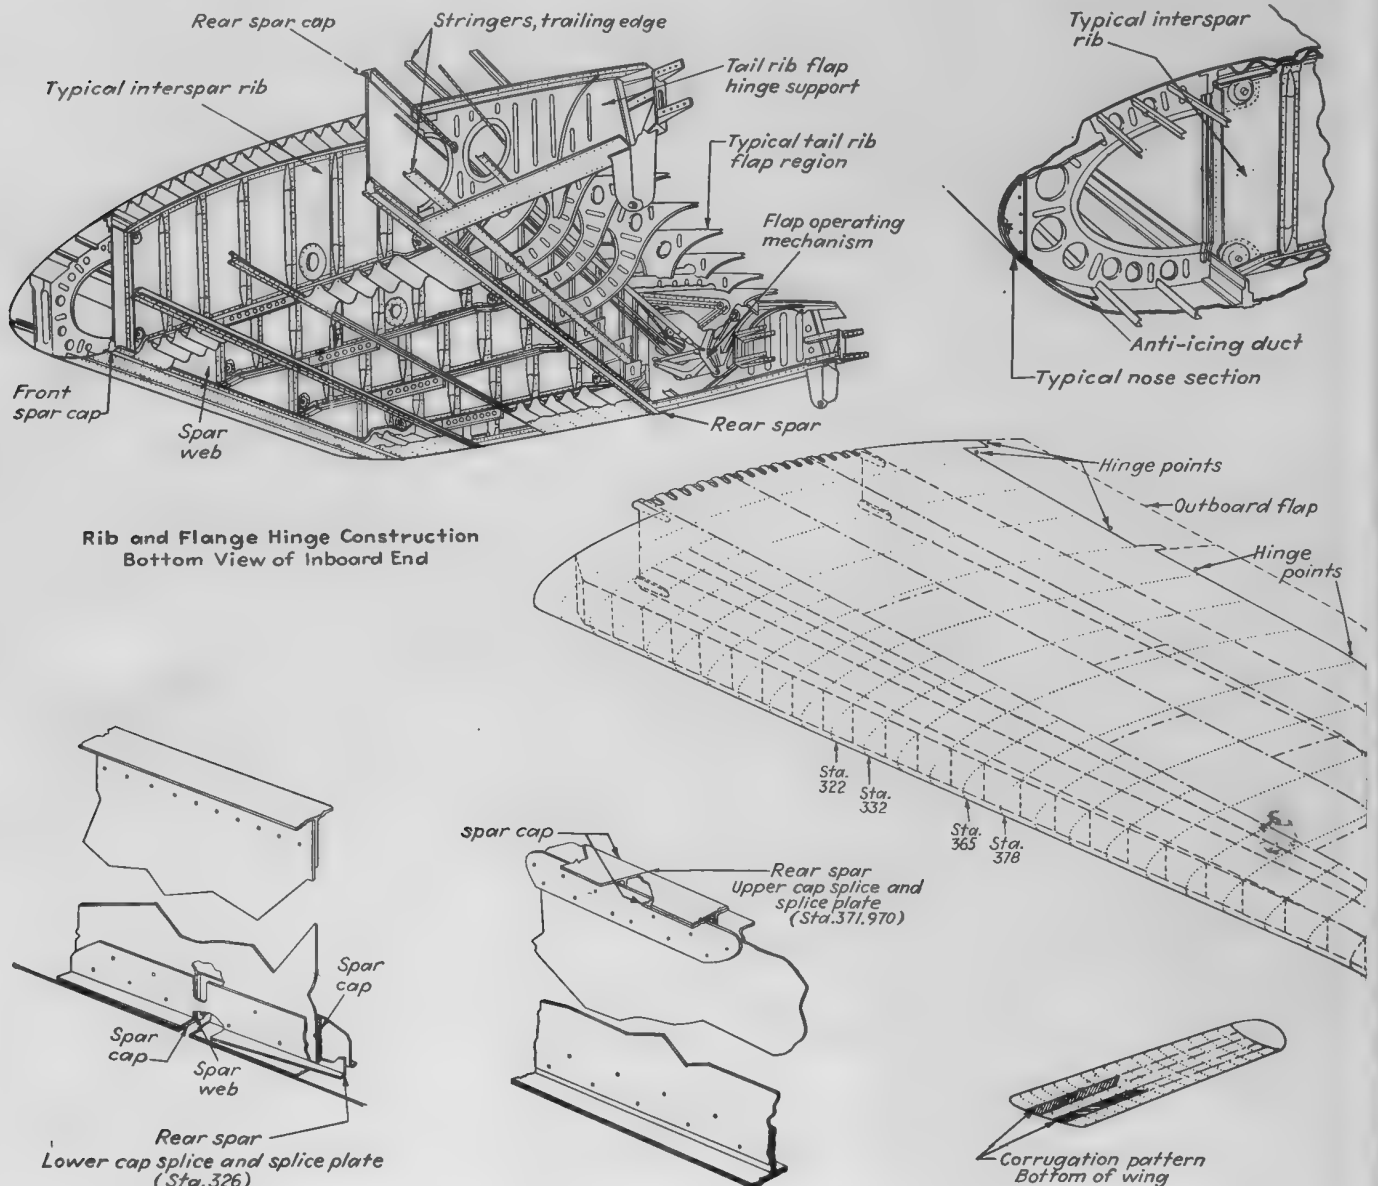 Rear spar cap
Stringers, trailing edge
Typical interspar rib
Tail rib flap
hinge support
Typical tail rib
flap region
Flap operating
mechanism
Front
spar cap
Spar
web
Rear spar
Rib and Flange Hinge Construction
Bottom View of Inboard End
Typical interspar
rib
Anti-icing duct
Typical nose section
Hinge points
Outboard flap
Hinge
points
Sta.
322
Sta.
332
Sta.
365
Sta.
378
Spar
cap
Spar
cap
Spar
web
Rear spar
Lower cap splice and splice plate
(Sta.326)
spar cap
Rear spar
Upper cap splice and
splice plate
(Sta.371.970)
Corrugation pattern
Bottom of wing